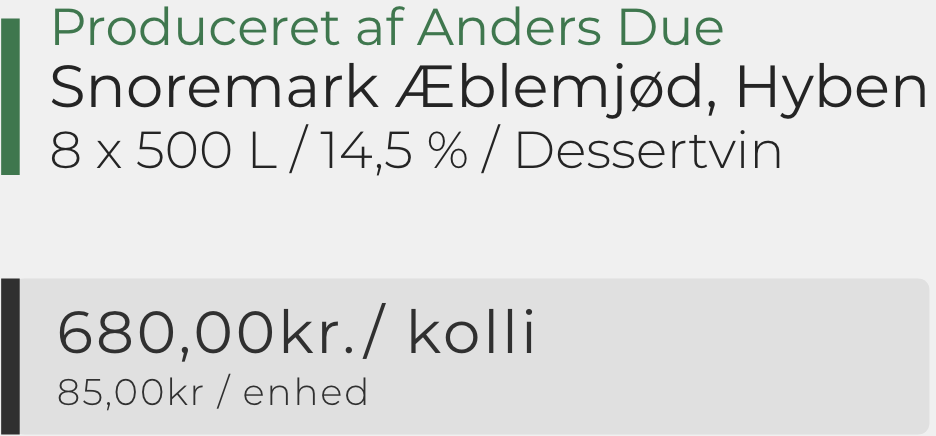 Produceret af Anders Due
Snoremark Æblemjød, Hyben
8 x 500 L / 14,5 % / Dessertvin
680,00kr./ kolli
85,00kr / enhed